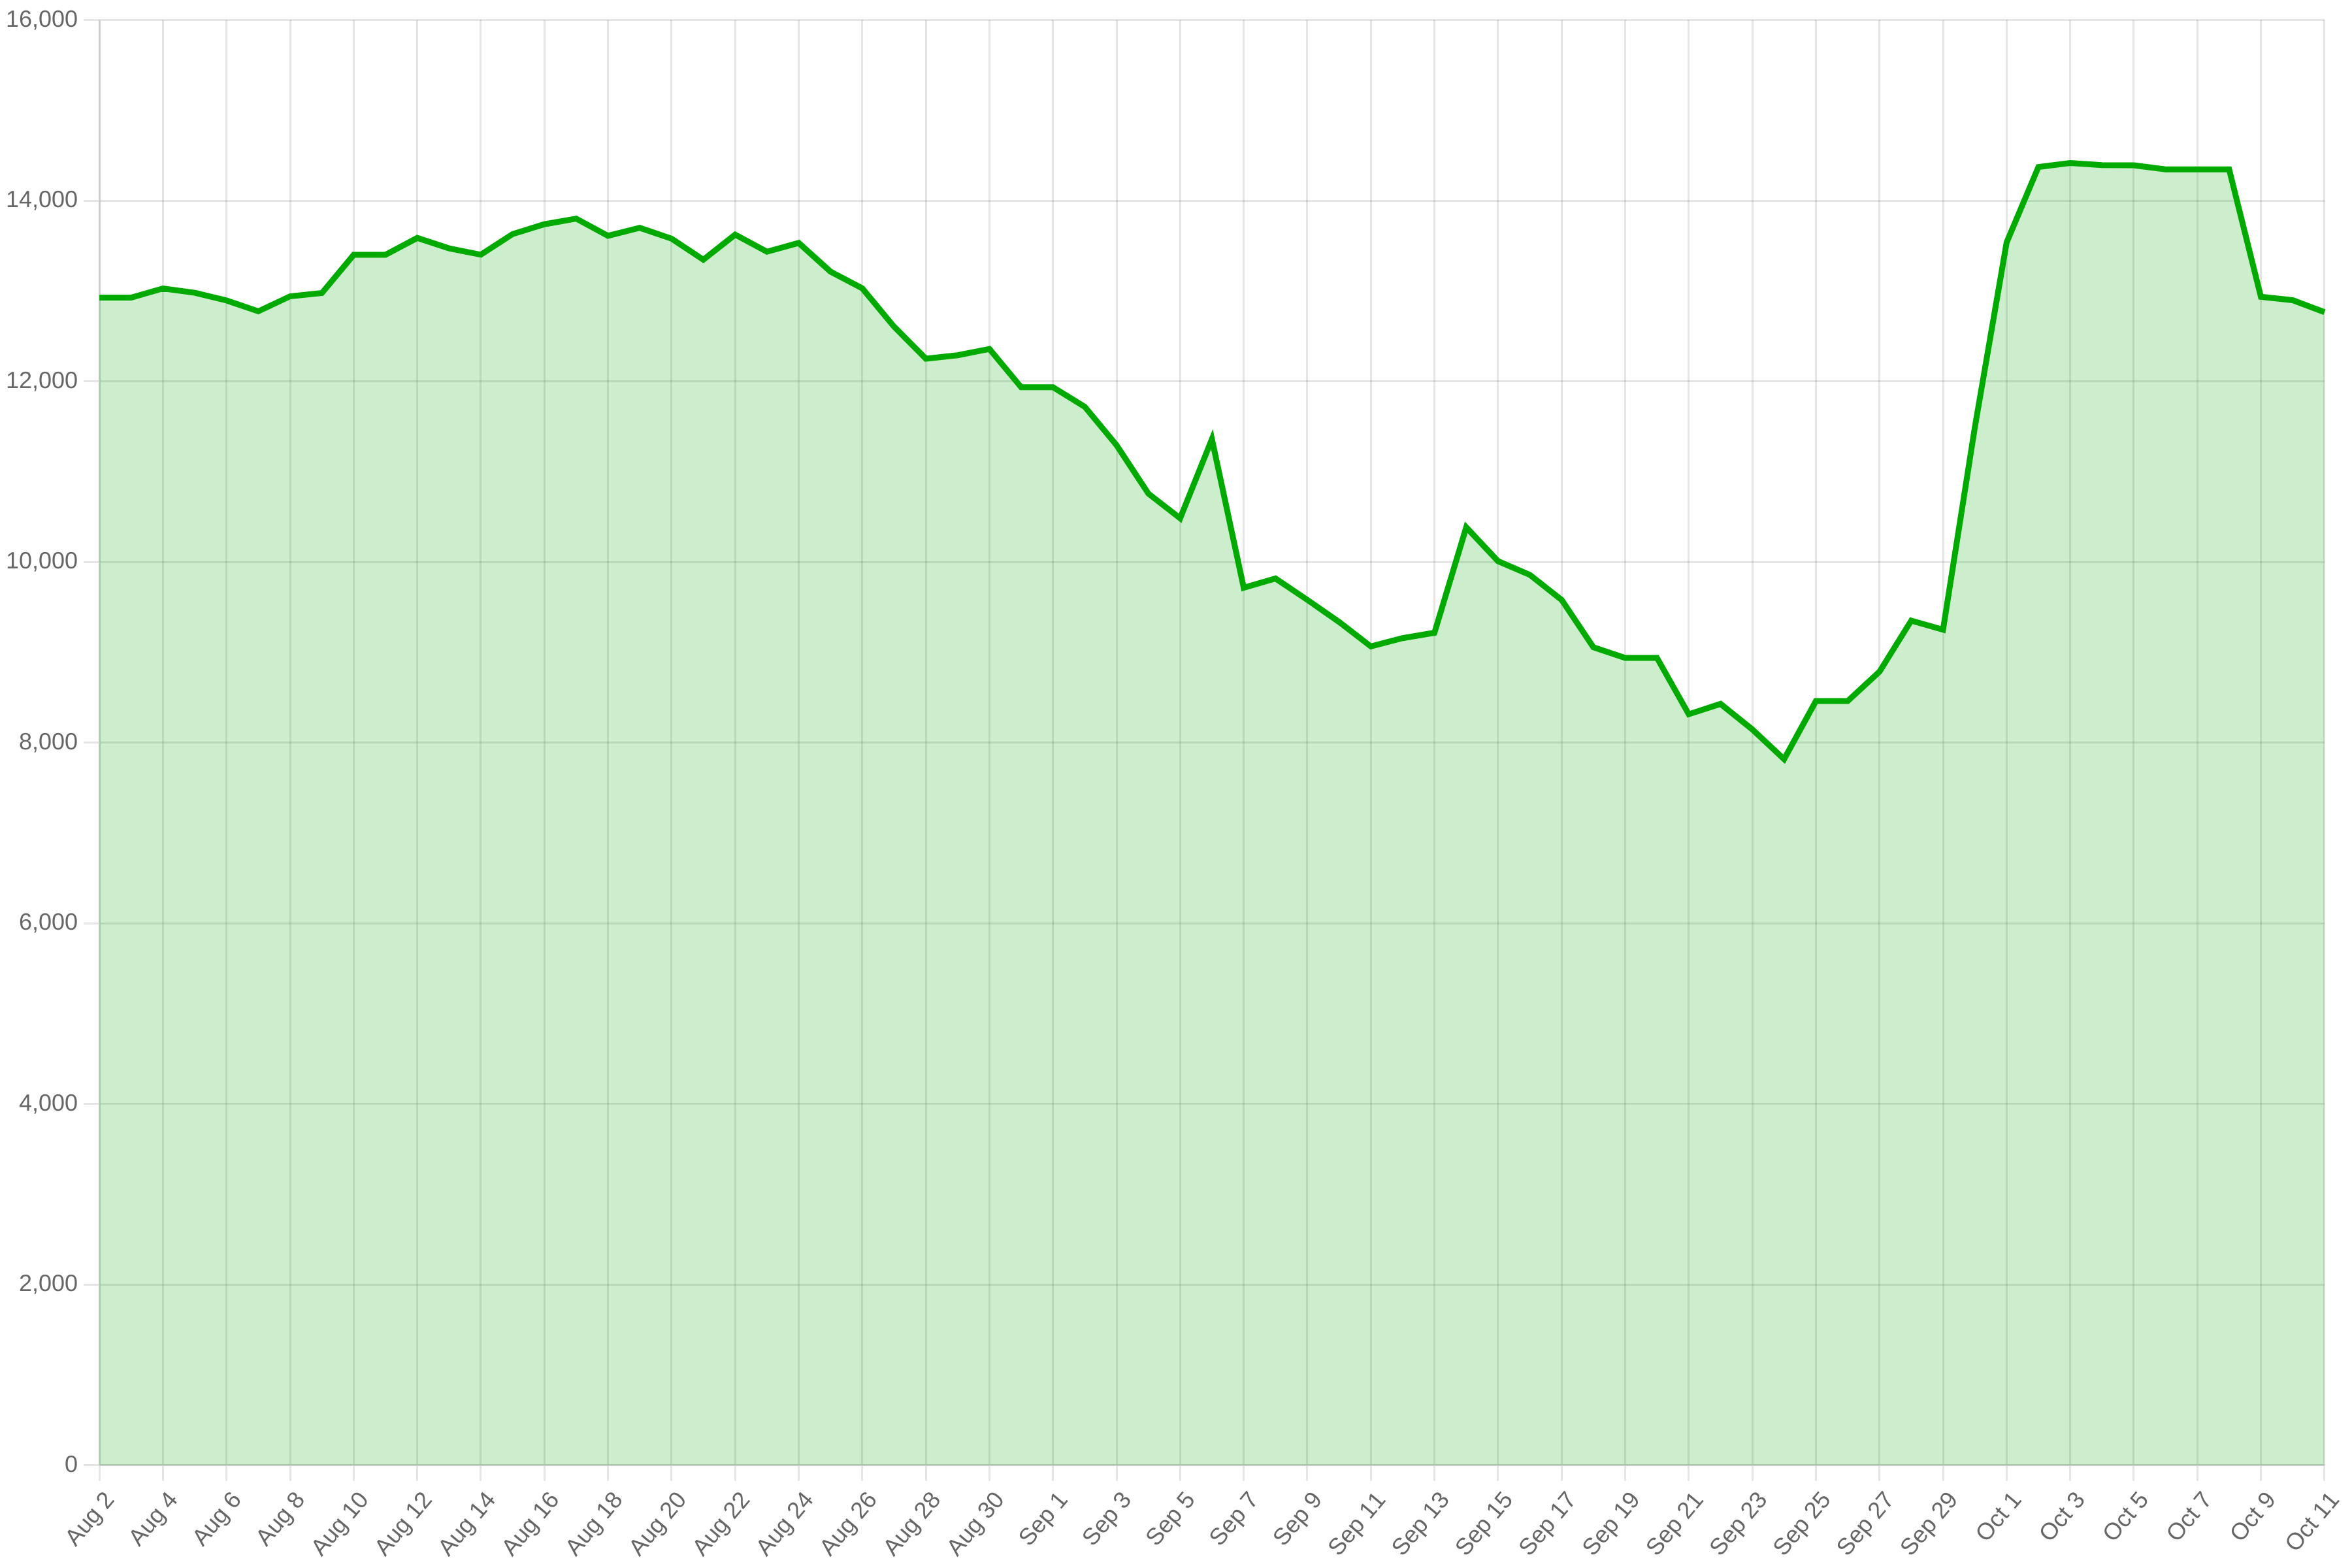 16,000
14,000
12,000
10,000
8,000
6,000
4,000
2,000
0
Aug 2
Aug 4
Aug 6
Aug 8
Aug 10
Aug 12
Aug 14
Aug 16
Aug 18
Aug 20
Aug 22
Aug 24
Aug 26
Aug 28
Aug 30
Sep 1
Sep 3
Sep 5
Sep 7
Sep 9
Sep 11
Sep 13
Sep 15
Sep 17
Sep 19
Sep 21
Sep 23
Sep 25
Sep 27
Sep 29
Oct 1
Oct 3
Oct 5
Oct 7
Oct 9
Oct 11